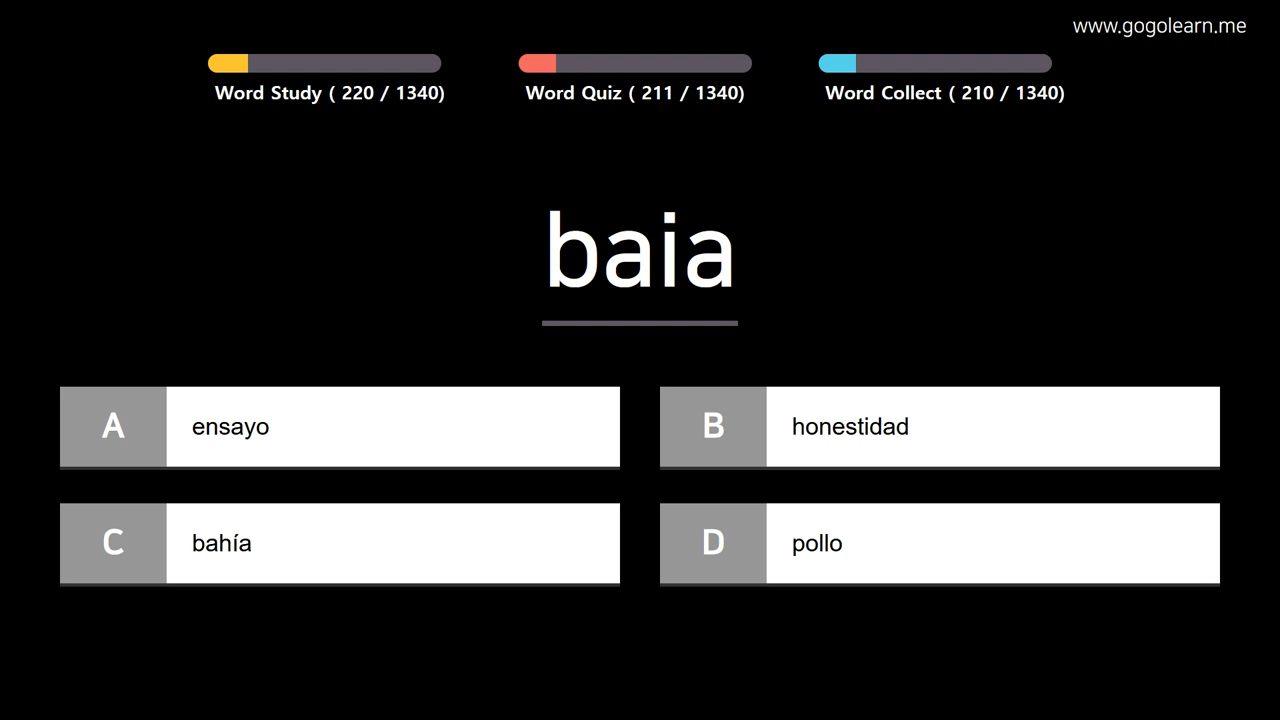 www.gogolearn.me
Word Study ( 220 / 1340)
Word Quiz ( 211 / 1340)
Word Collect ( 210 / 1340)
baia
A ensayo
B honestidad
C bahía
D pollo